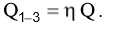 Q₁₋₃ = η Q .